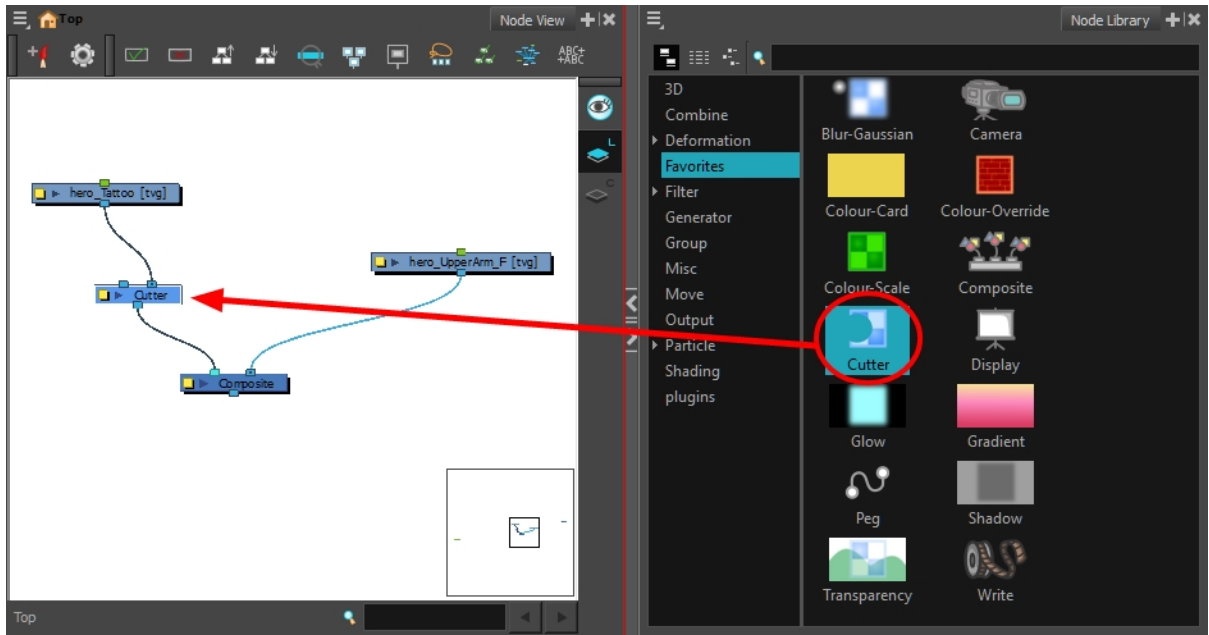 Top
Node View
ABC+
+ABC
L
C
hero_Tattoo [tvg]
hero_UpperArm_F [tvg]
Cutter
Composite
Top
Node Library
3D
Combine
Deformation
Favorites
Filter
Generator
Group
Misc
Move
Output
Particle
Shading
plugins
Blur-Gaussian
Camera
Colour-Card
Colour-Override
Colour-Scale
Composite
Cutter
Display
Glow
Gradient
Peg
Shadow
Transparency
Write